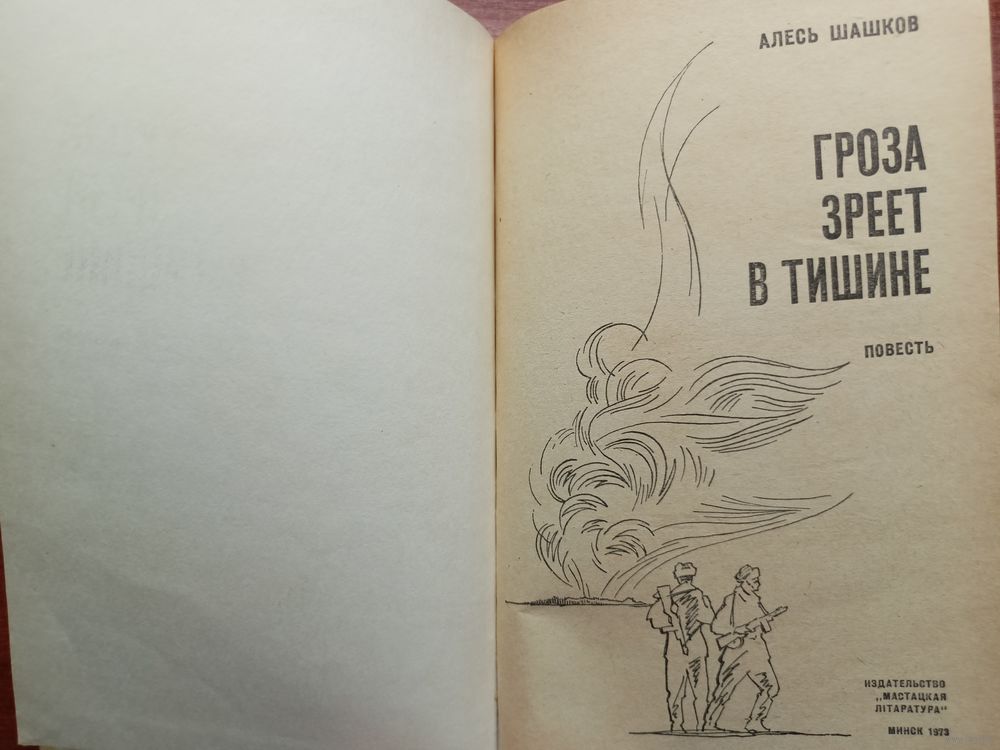 АЛЕСЬ ШАШКОВ
ГРОЗА
ЗРЕЕТ
В ТИШИНЕ
ПОВЕСТЬ
ИЗДАТЕЛЬСТВО
„МАСТАЦКАЯ
ЛІТАРАТУРА“
МИНСК 1973